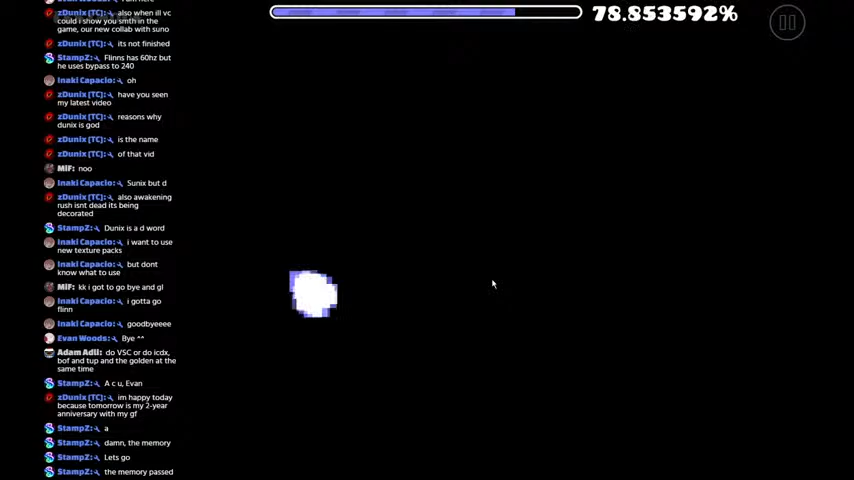 78.853592%
zDunix [TC]: also when ill vc
could i show you smth in the
game, our new collab with suno
zDunix [TC]: its not finished
StampZ: Flinns has 60hz but
he uses bypass to 240
Inaki Capacio: oh
zDunix [TC]: have you seen
my latest video
zDunix [TC]: reasons why
dunix is god
zDunix [TC]: is the name
zDunix [TC]: of that vid
MiF: noo
Inaki Capacio: Sunix but d
zDunix [TC]: also awakening
rush isnt dead its being
decorated
StampZ: Dunix is a d word
Inaki Capacio: i want to use
new texture packs
Inaki Capacio: but dont
know what to use
MiF: kk i got to go bye and gl
Inaki Capacio: i gotta go
flinn
Inaki Capacio: goodbyeeee
Evan Woods: Bye ^^
Adam Adli: do VSC or do icdx,
bof and tup and the golden at the
same time
StampZ: A c u, Evan
zDunix [TC]: im happy today
because tomorrow is my 2-year
anniversary with my gf
StampZ: a
StampZ: damn, the memory
StampZ: Lets go
StampZ: the memory passed